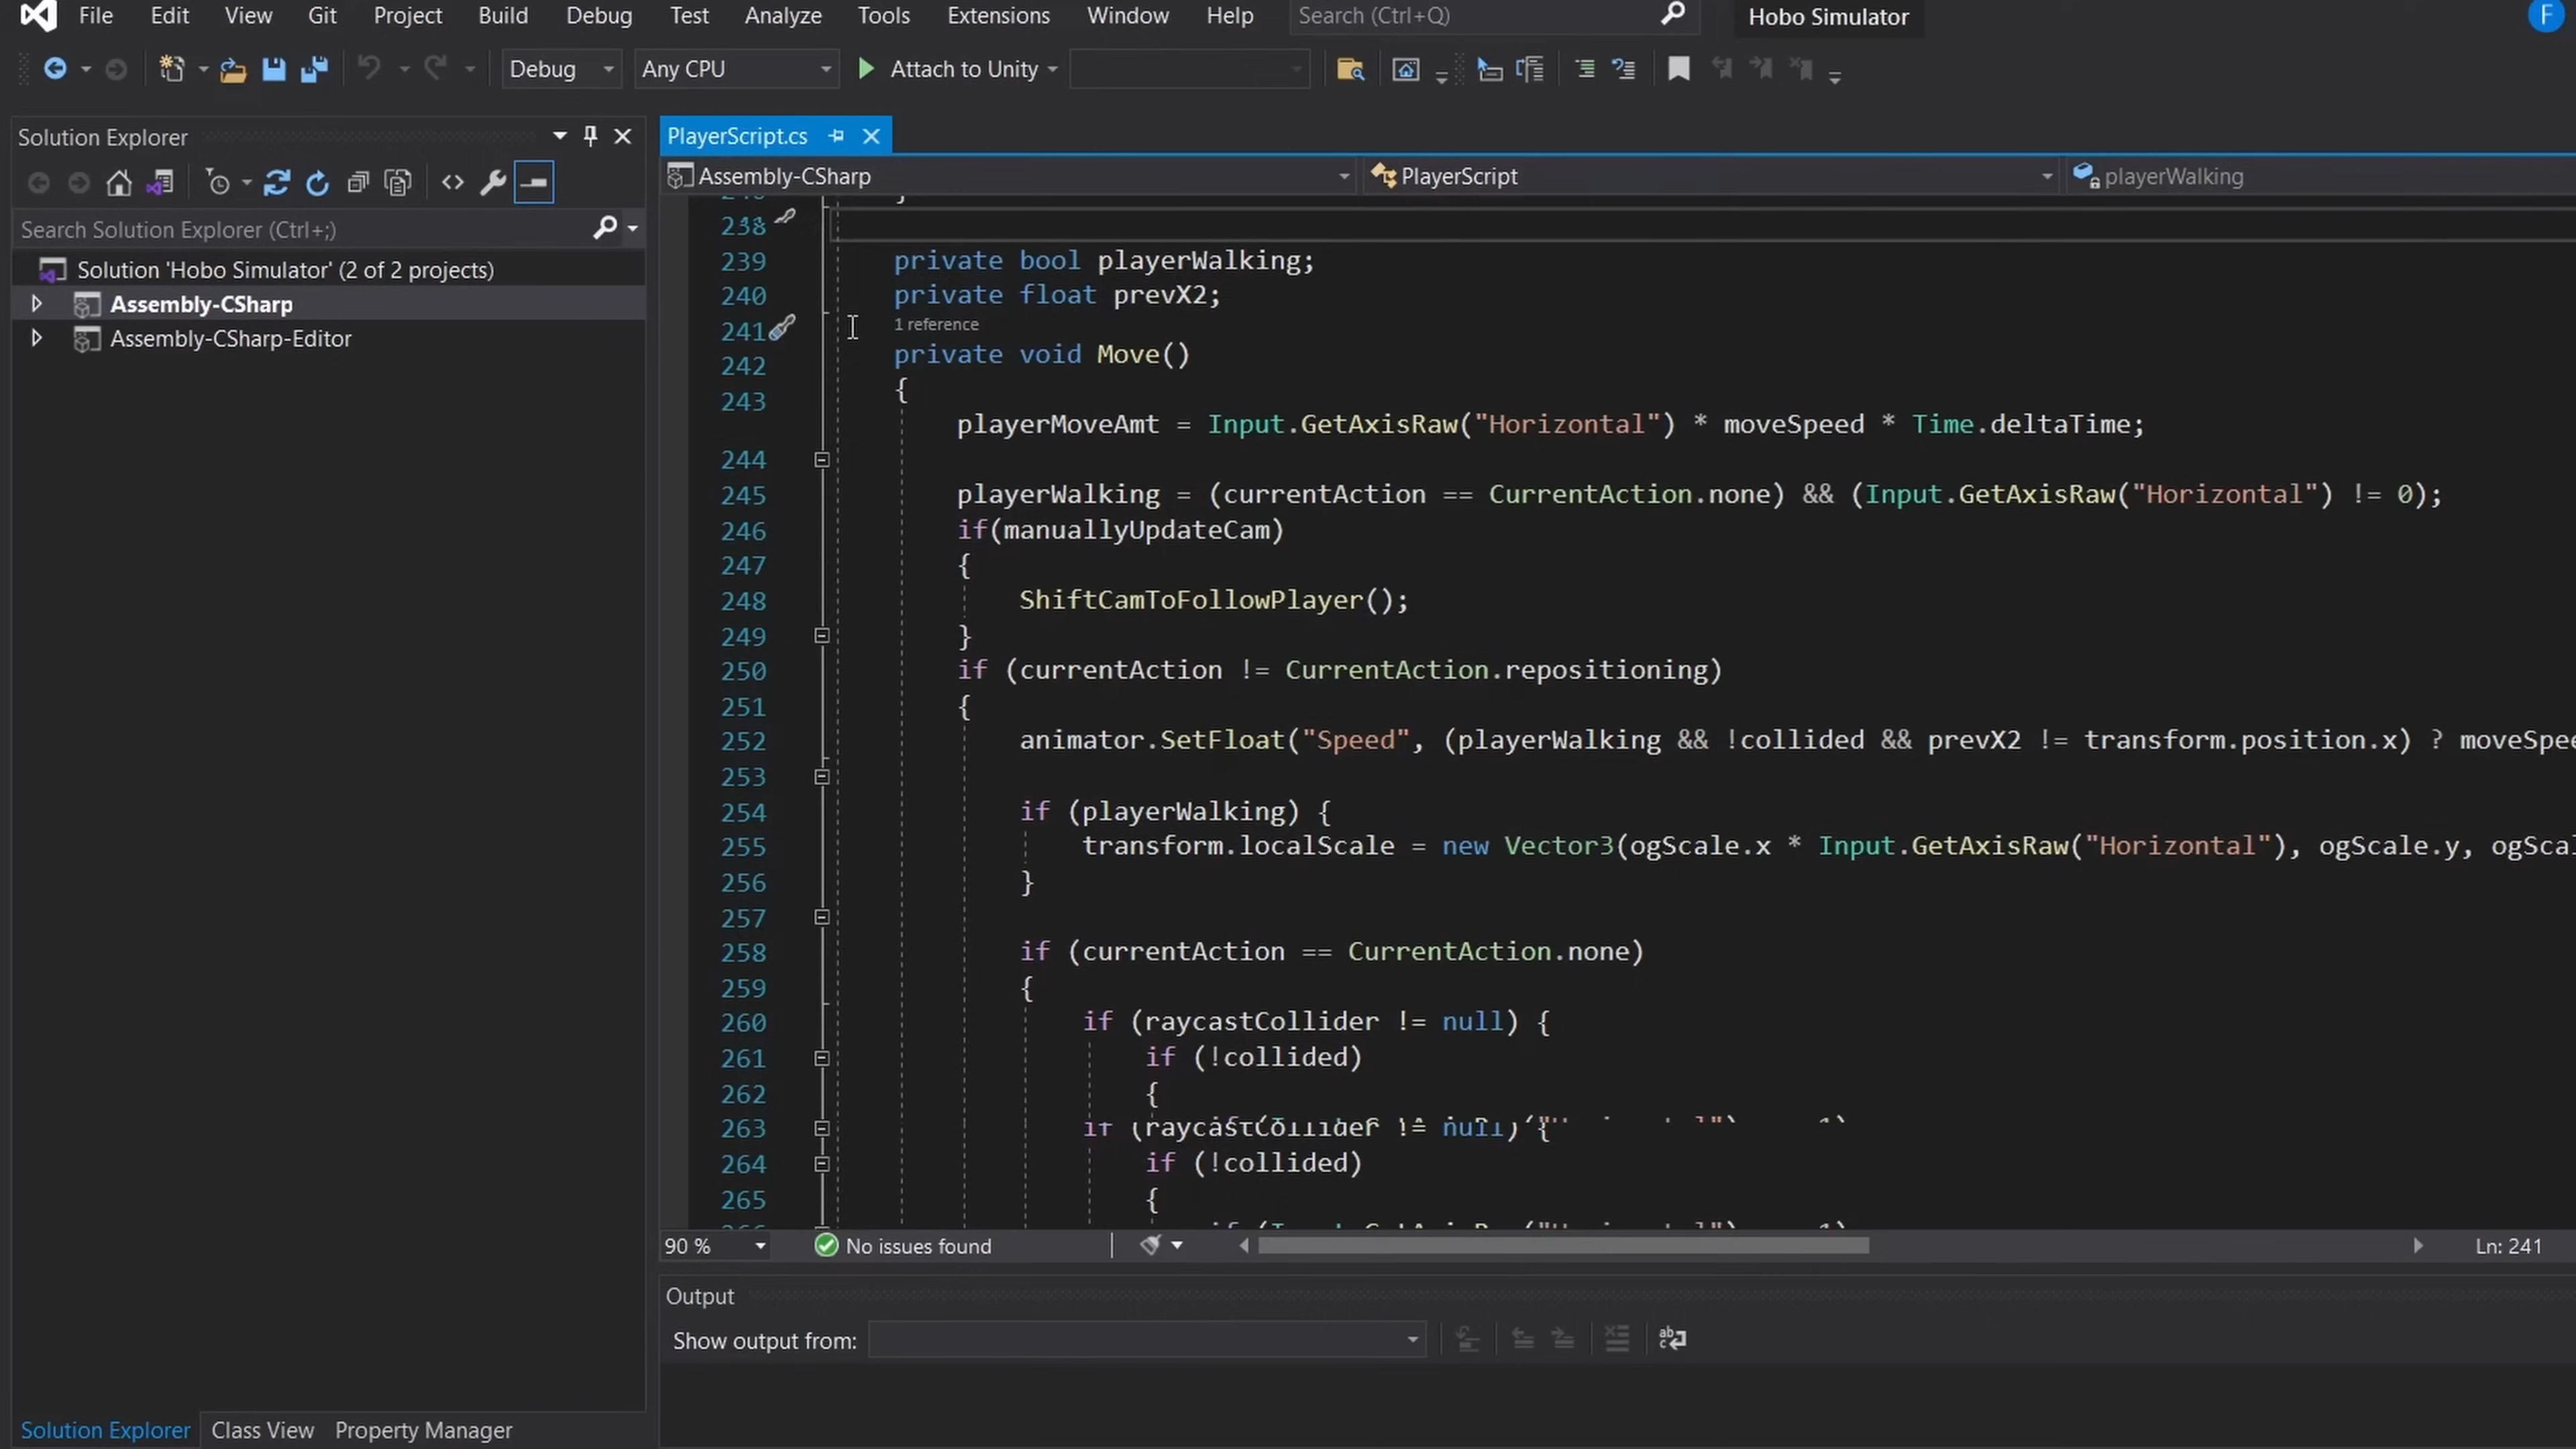 File Edit View Git Project Build Debug Test Analyze Tools Extensions Window Help Search (Ctrl+Q) Hobo Simulator F
Debug Any CPU Attach to Unity
Solution Explorer
Search Solution Explorer (Ctrl+;)
Solution 'Hobo Simulator' (2 of 2 projects)
Assembly-CSharp
Assembly-CSharp-Editor
PlayerScript.cs
Assembly-CSharp PlayerScript playerWalking
238
239 private bool playerWalking;
240 private float prevX2;
241 1 reference
242 private void Move()
243 {
playerMoveAmt = Input.GetAxisRaw("Horizontal") * moveSpeed * Time.deltaTime;
244
245 playerWalking = (currentAction == CurrentAction.none) && (Input.GetAxisRaw("Horizontal") != 0);
246 if(manuallyUpdateCam)
247 {
248 ShiftCamToFollowPlayer();
249 }
250 if (currentAction != CurrentAction.repositioning)
251 {
252 animator.SetFloat("Speed", (playerWalking && !collided && prevX2 != transform.position.x) ? moveSpee
253
254 if (playerWalking) {
255 transform.localScale = new Vector3(ogScale.x * Input.GetAxisRaw("Horizontal"), ogScale.y, ogScal
256 }
257
258 if (currentAction == CurrentAction.none)
259 {
260 if (raycastCollider != null) {
261 if (!collided)
262 {
263 if (raycastCollider != null) {
264 if (!collided)
265 {
90 % No issues found Ln: 241
Output
Show output from:
Solution Explorer Class View Property Manager